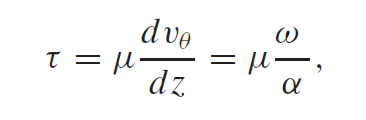 τ = μ dv_θ/dz = μ ω/α,